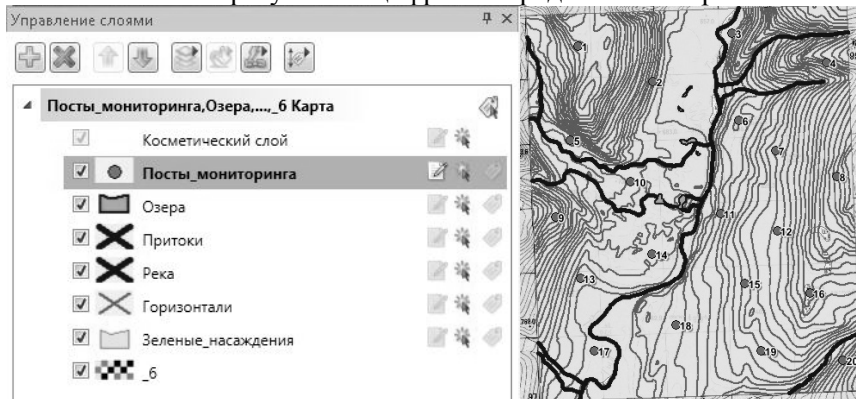 Управление слоями
Посты_мониторинга,Озера,...,_6 Карта
Косметический слой
Посты_мониторинга
Озера
Притоки
Река
Горизонтали
Зеленые_насаждения
_6
1
2
3
4
5
6
7
8
9
10
11
12
13
14
15
16
17
18
19
20